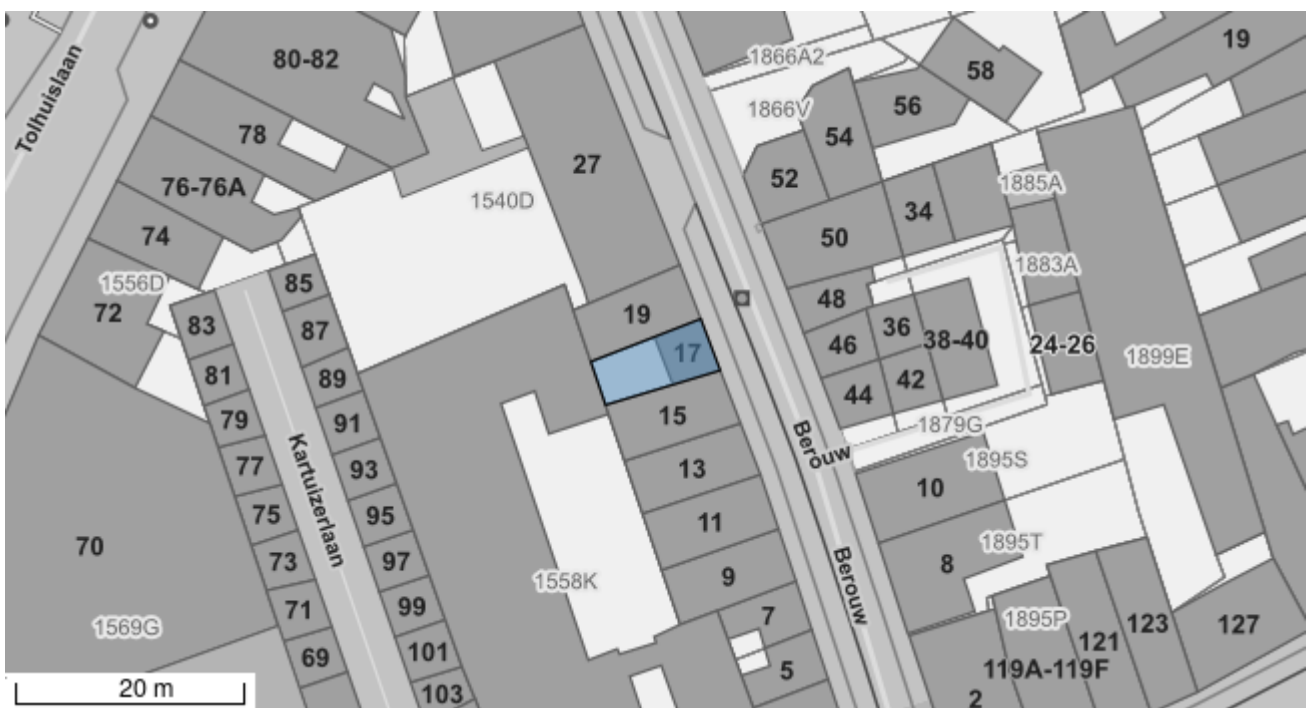 80-82
19
1866A2
58
1866V
56
Tolhuislaan
78
54
27
52
76-76A
1885A
1540D
34
74
50
1883A
1556D
85
48
72
19
83
87
36
46
38-40
24-26
17
1899E
81
89
42
44
79
91
15
1879G
Berouw
77
93
13
1895S
Kartuizerlaan
10
75
95
11
70
1895T
73
97
8
9
1558K
Berouw
71
99
7
1895P
1569G
123
127
121
69
101
5
119A-119F
20 m
103
2